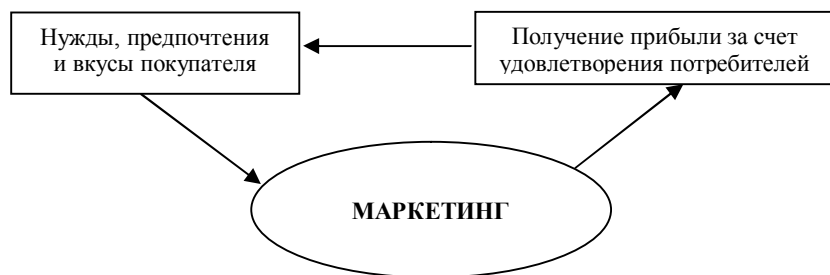 Нужды, предпочтения
и вкусы покупателя
Получение прибыли за счет
удовлетворения потребителей
МАРКЕТИНГ